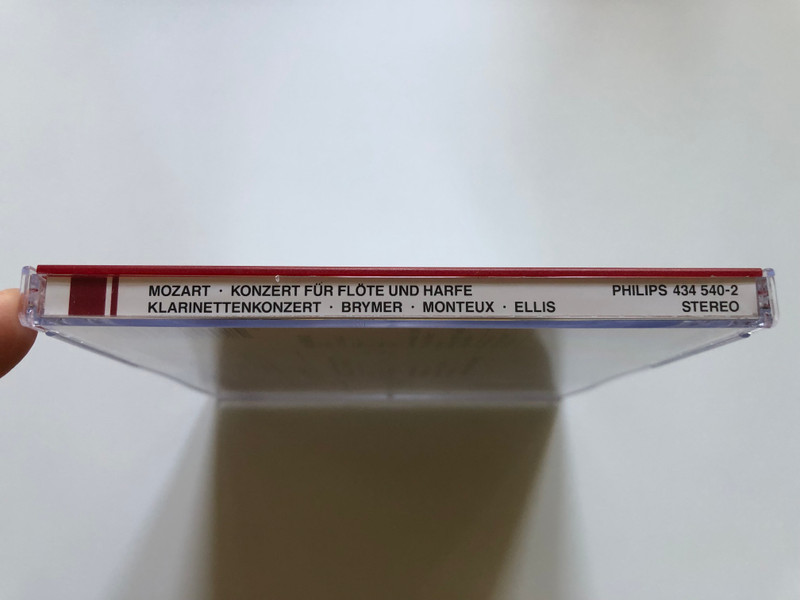 MOZART · KONZERT FÜR FLÖTE UND HARFE
KLARINETTENKONZERT · BRYMER · MONTEUX · ELLIS
PHILIPS 434 540-2
STEREO